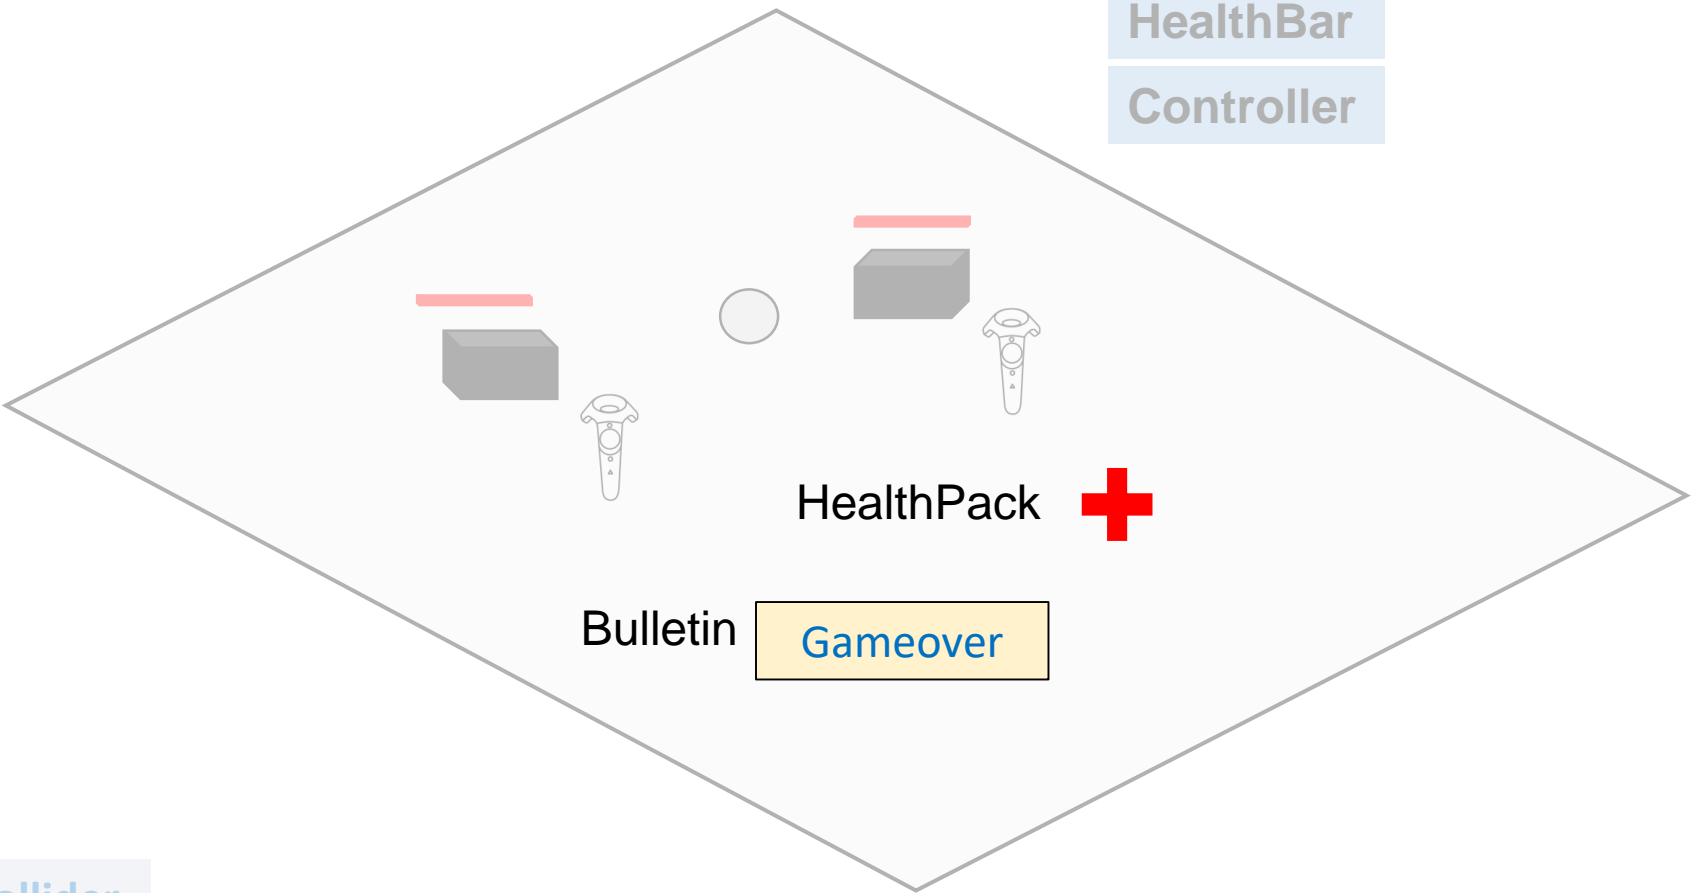 HealthBar
Controller
HealthPack
Bulletin
Gameover